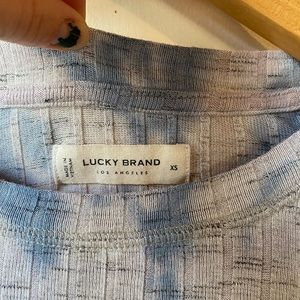 LUCKY BRAND
LOS ANGELES
MADE IN
VIETNAM
XS